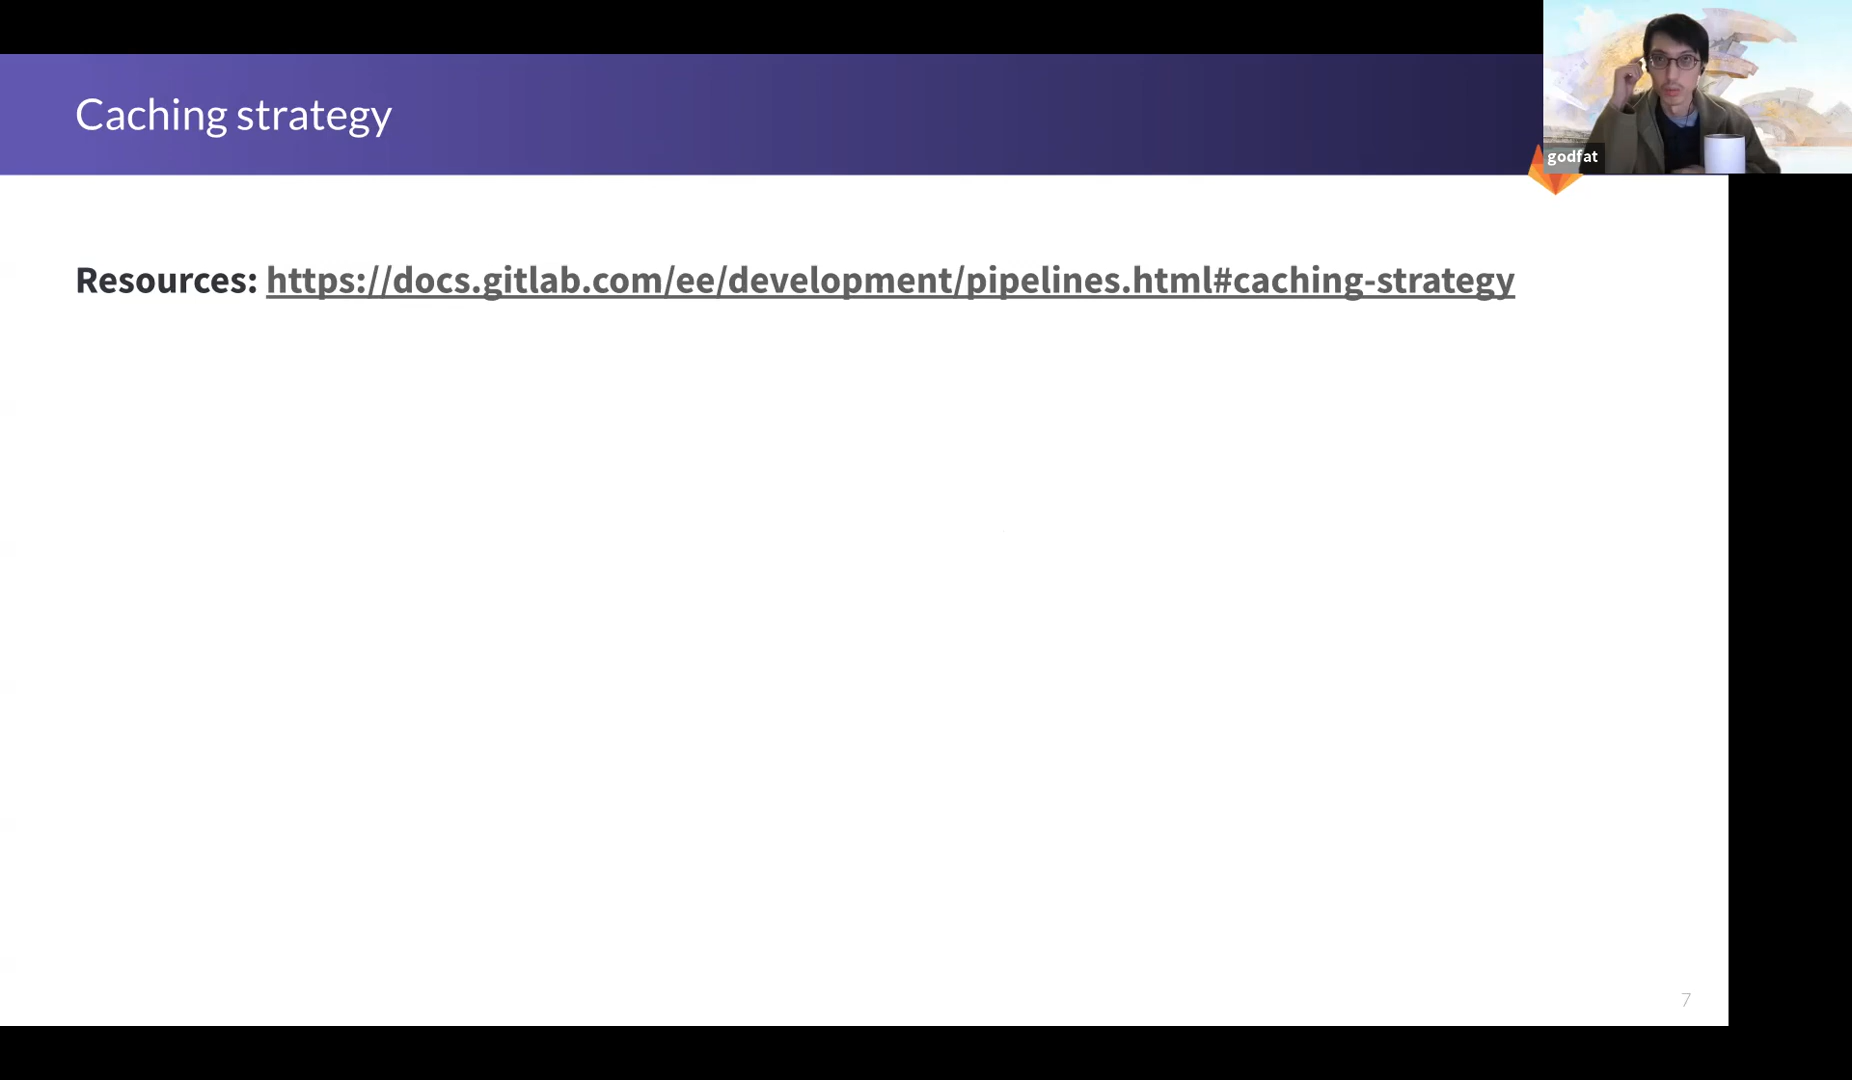 Caching strategy
godfat
Resources: https://docs.gitlab.com/ee/development/pipelines.html#caching-strategy
7